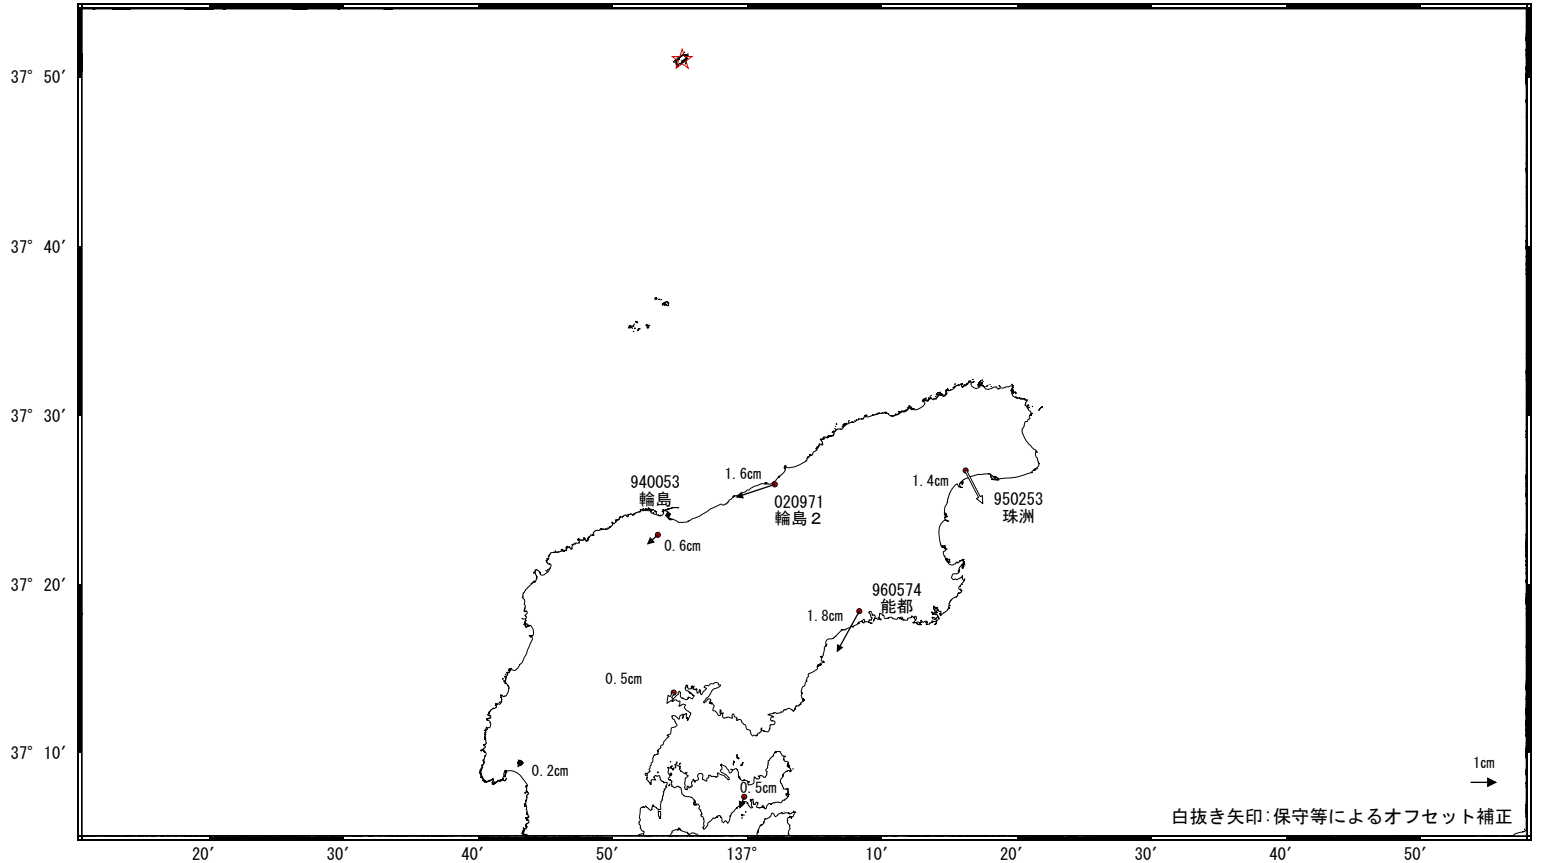 37° 50′
37° 40′
37° 30′
1.6cm
940053
輪島
1.4cm
020971
輪島２
950253
珠洲
0.6cm
37° 20′
960574
能都
1.8cm
0.5cm
37° 10′
0.2cm
1cm
0.5cm
白抜き矢印:保守等によるオフセット補正
20′ 30′ 40′ 50′ 137° 10′ 20′ 30′ 40′ 50′